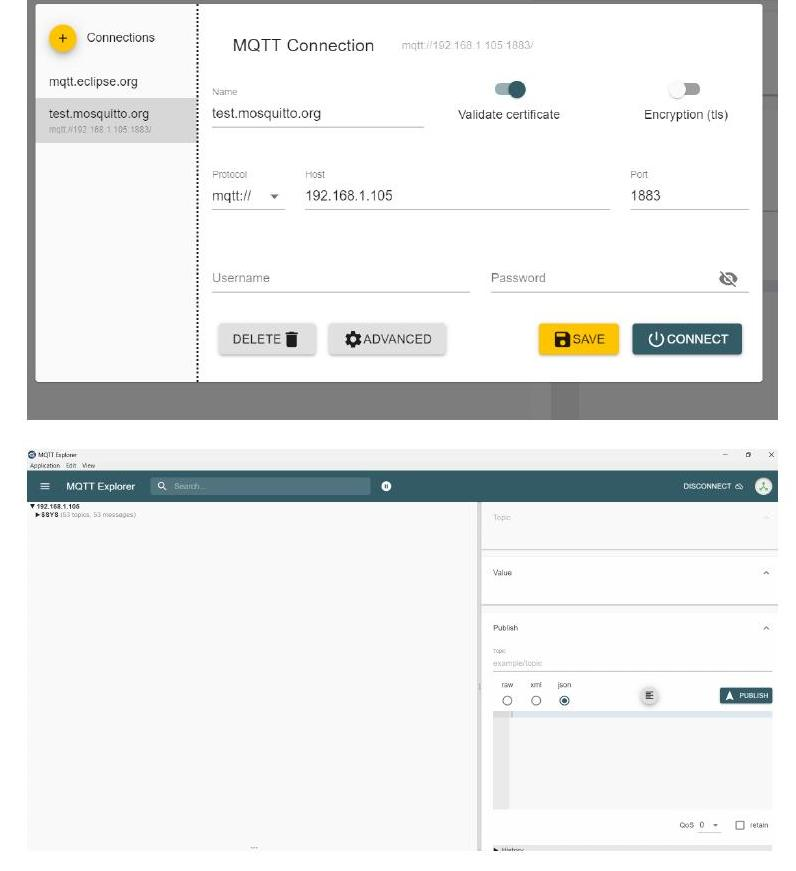 + Connections
mqtt.eclipse.org
test.mosquitto.org
mqtt://192.168.1.105:1883/
MQTT Connection mqtt://192.168.1.105:1883/
Name
test.mosquitto.org
Validate certificate
Encryption (tls)
Protocol
mqtt://
Host
192.168.1.105
Port
1883
Username
Password
DELETE
ADVANCED
SAVE
CONNECT
MQTT Explorer
Application Edit View
MQTT Explorer
Search...
DISCONNECT
192.168.1.105
$SYS (53 topics, 53 messages)
Topic
Value
Publish
Topic
example/topic
raw xml json
PUBLISH
QoS 0 retain
History